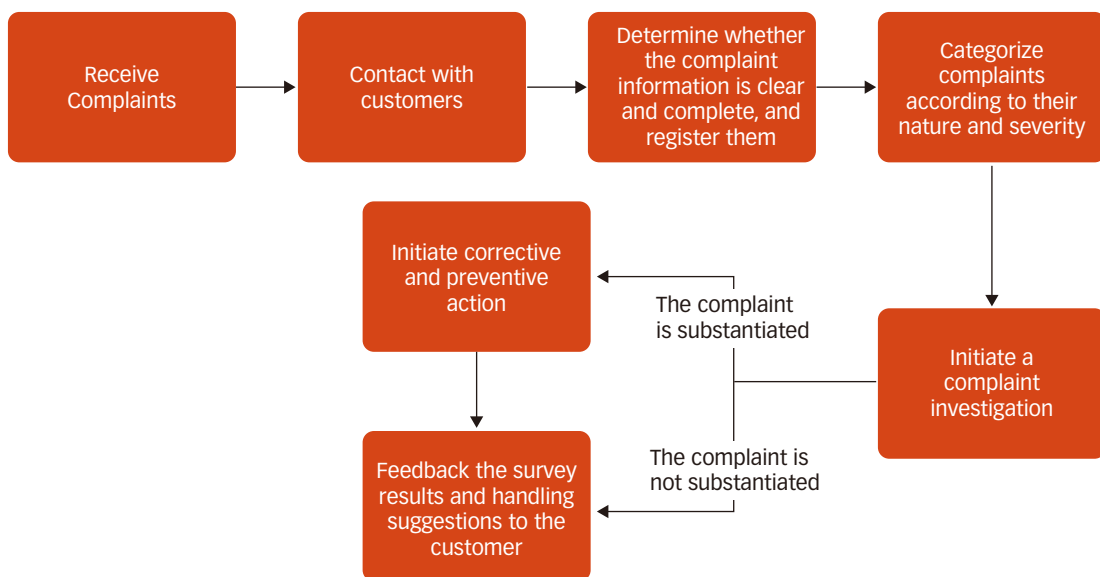 Receive
Complaints
Contact with
customers
Determine whether
the complaint
information is clear
and complete, and
register them
Categorize
complaints
according to their
nature and severity
Initiate corrective
and preventive
action
The complaint
is substantiated
Initiate a
complaint
investigation
The complaint is
not substantiated
Feedback the survey
results and handling
suggestions to the
customer